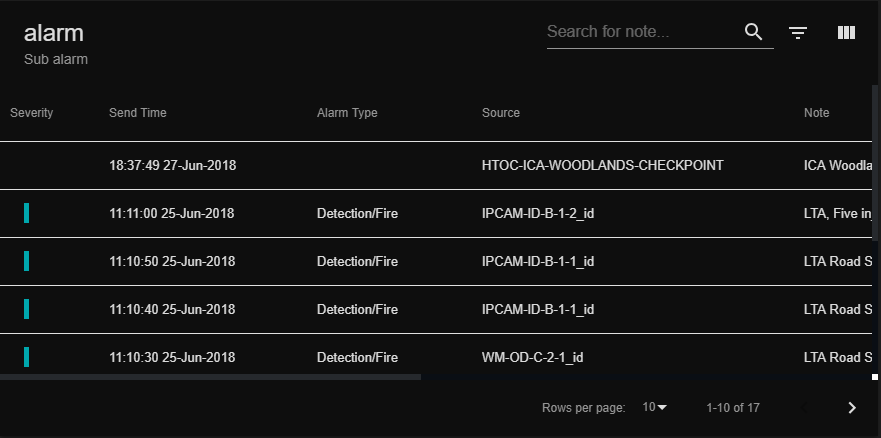 alarm
Sub alarm
Search for note...
Severity Send Time Alarm Type Source Note
18:37:49 27-Jun-2018 HTOC-ICA-WOODLANDS-CHECKPOINT ICA Woodla
11:11:00 25-Jun-2018 Detection/Fire IPCAM-ID-B-1-2_id LTA, Five in
11:10:50 25-Jun-2018 Detection/Fire IPCAM-ID-B-1-1_id LTA Road S
11:10:40 25-Jun-2018 Detection/Fire IPCAM-ID-B-1-1_id LTA Road S
11:10:30 25-Jun-2018 Detection/Fire WM-OD-C-2-1_id LTA Road S
Rows per page: 10 1-10 of 17